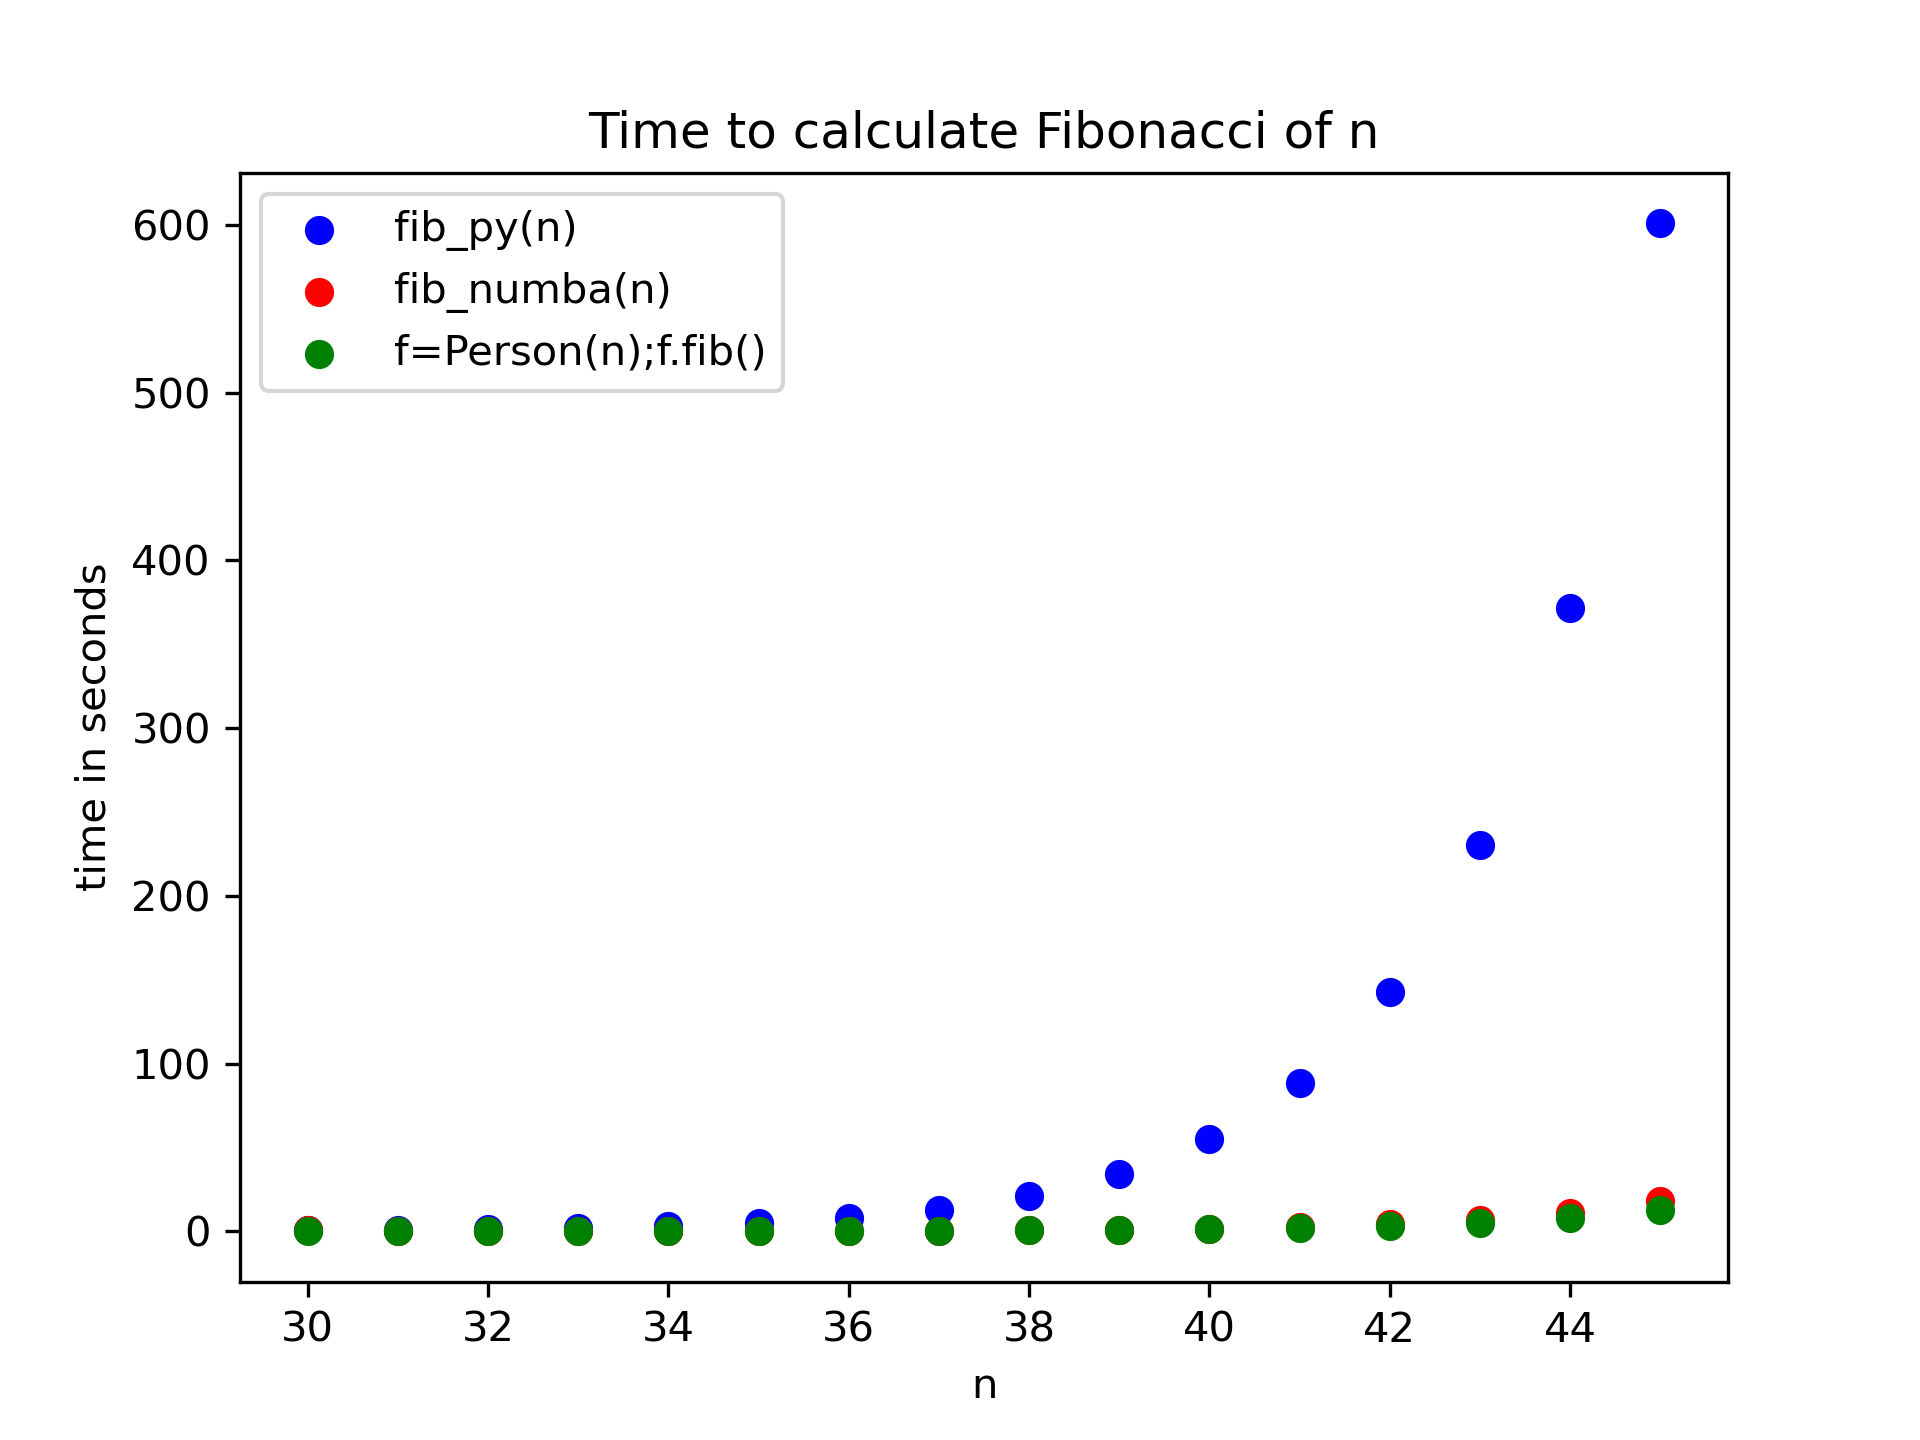 Time to calculate Fibonacci of n
fib_py(n)
fib_numba(n)
f=Person(n);f.fib()
600
500
400
300
200
100
0
time in seconds
30 32 34 36 38 40 42 44
n